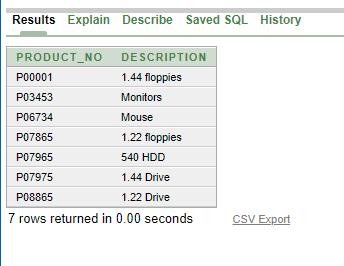 Results Explain Describe Saved SQL History
PRODUCT_NO DESCRIPTION
P00001 1.44 floppies
P03453 Monitors
P06734 Mouse
P07865 1.22 floppies
P07965 540 HDD
P07975 1.44 Drive
P08865 1.22 Drive
7 rows returned in 0.00 seconds CSV Export